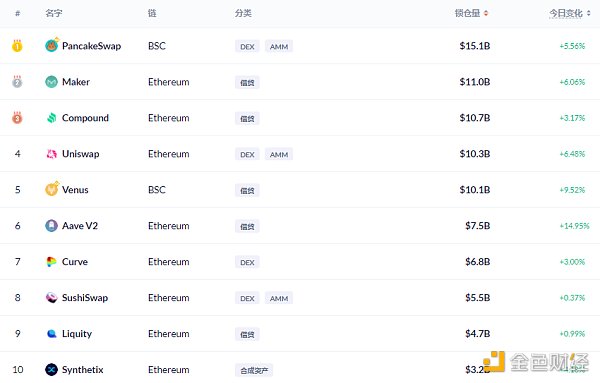 # 名字 链 分类 锁仓量 今日变化
1 PancakeSwap BSC DEX AMM $15.1B +5.56%
2 Maker Ethereum 借贷 $11.0B +6.06%
3 Compound Ethereum 借贷 $10.7B +3.17%
4 Uniswap Ethereum DEX AMM $10.3B +6.48%
5 Venus BSC 借贷 $10.1B +9.52%
6 Aave V2 Ethereum 借贷 $7.5B +14.95%
7 Curve Ethereum DEX $6.8B +3.00%
8 SushiSwap Ethereum DEX AMM $5.5B +0.37%
9 Liquity Ethereum 借贷 $4.7B +0.99%
10 Synthetix Ethereum 合成资产 $3.2B
金色财经